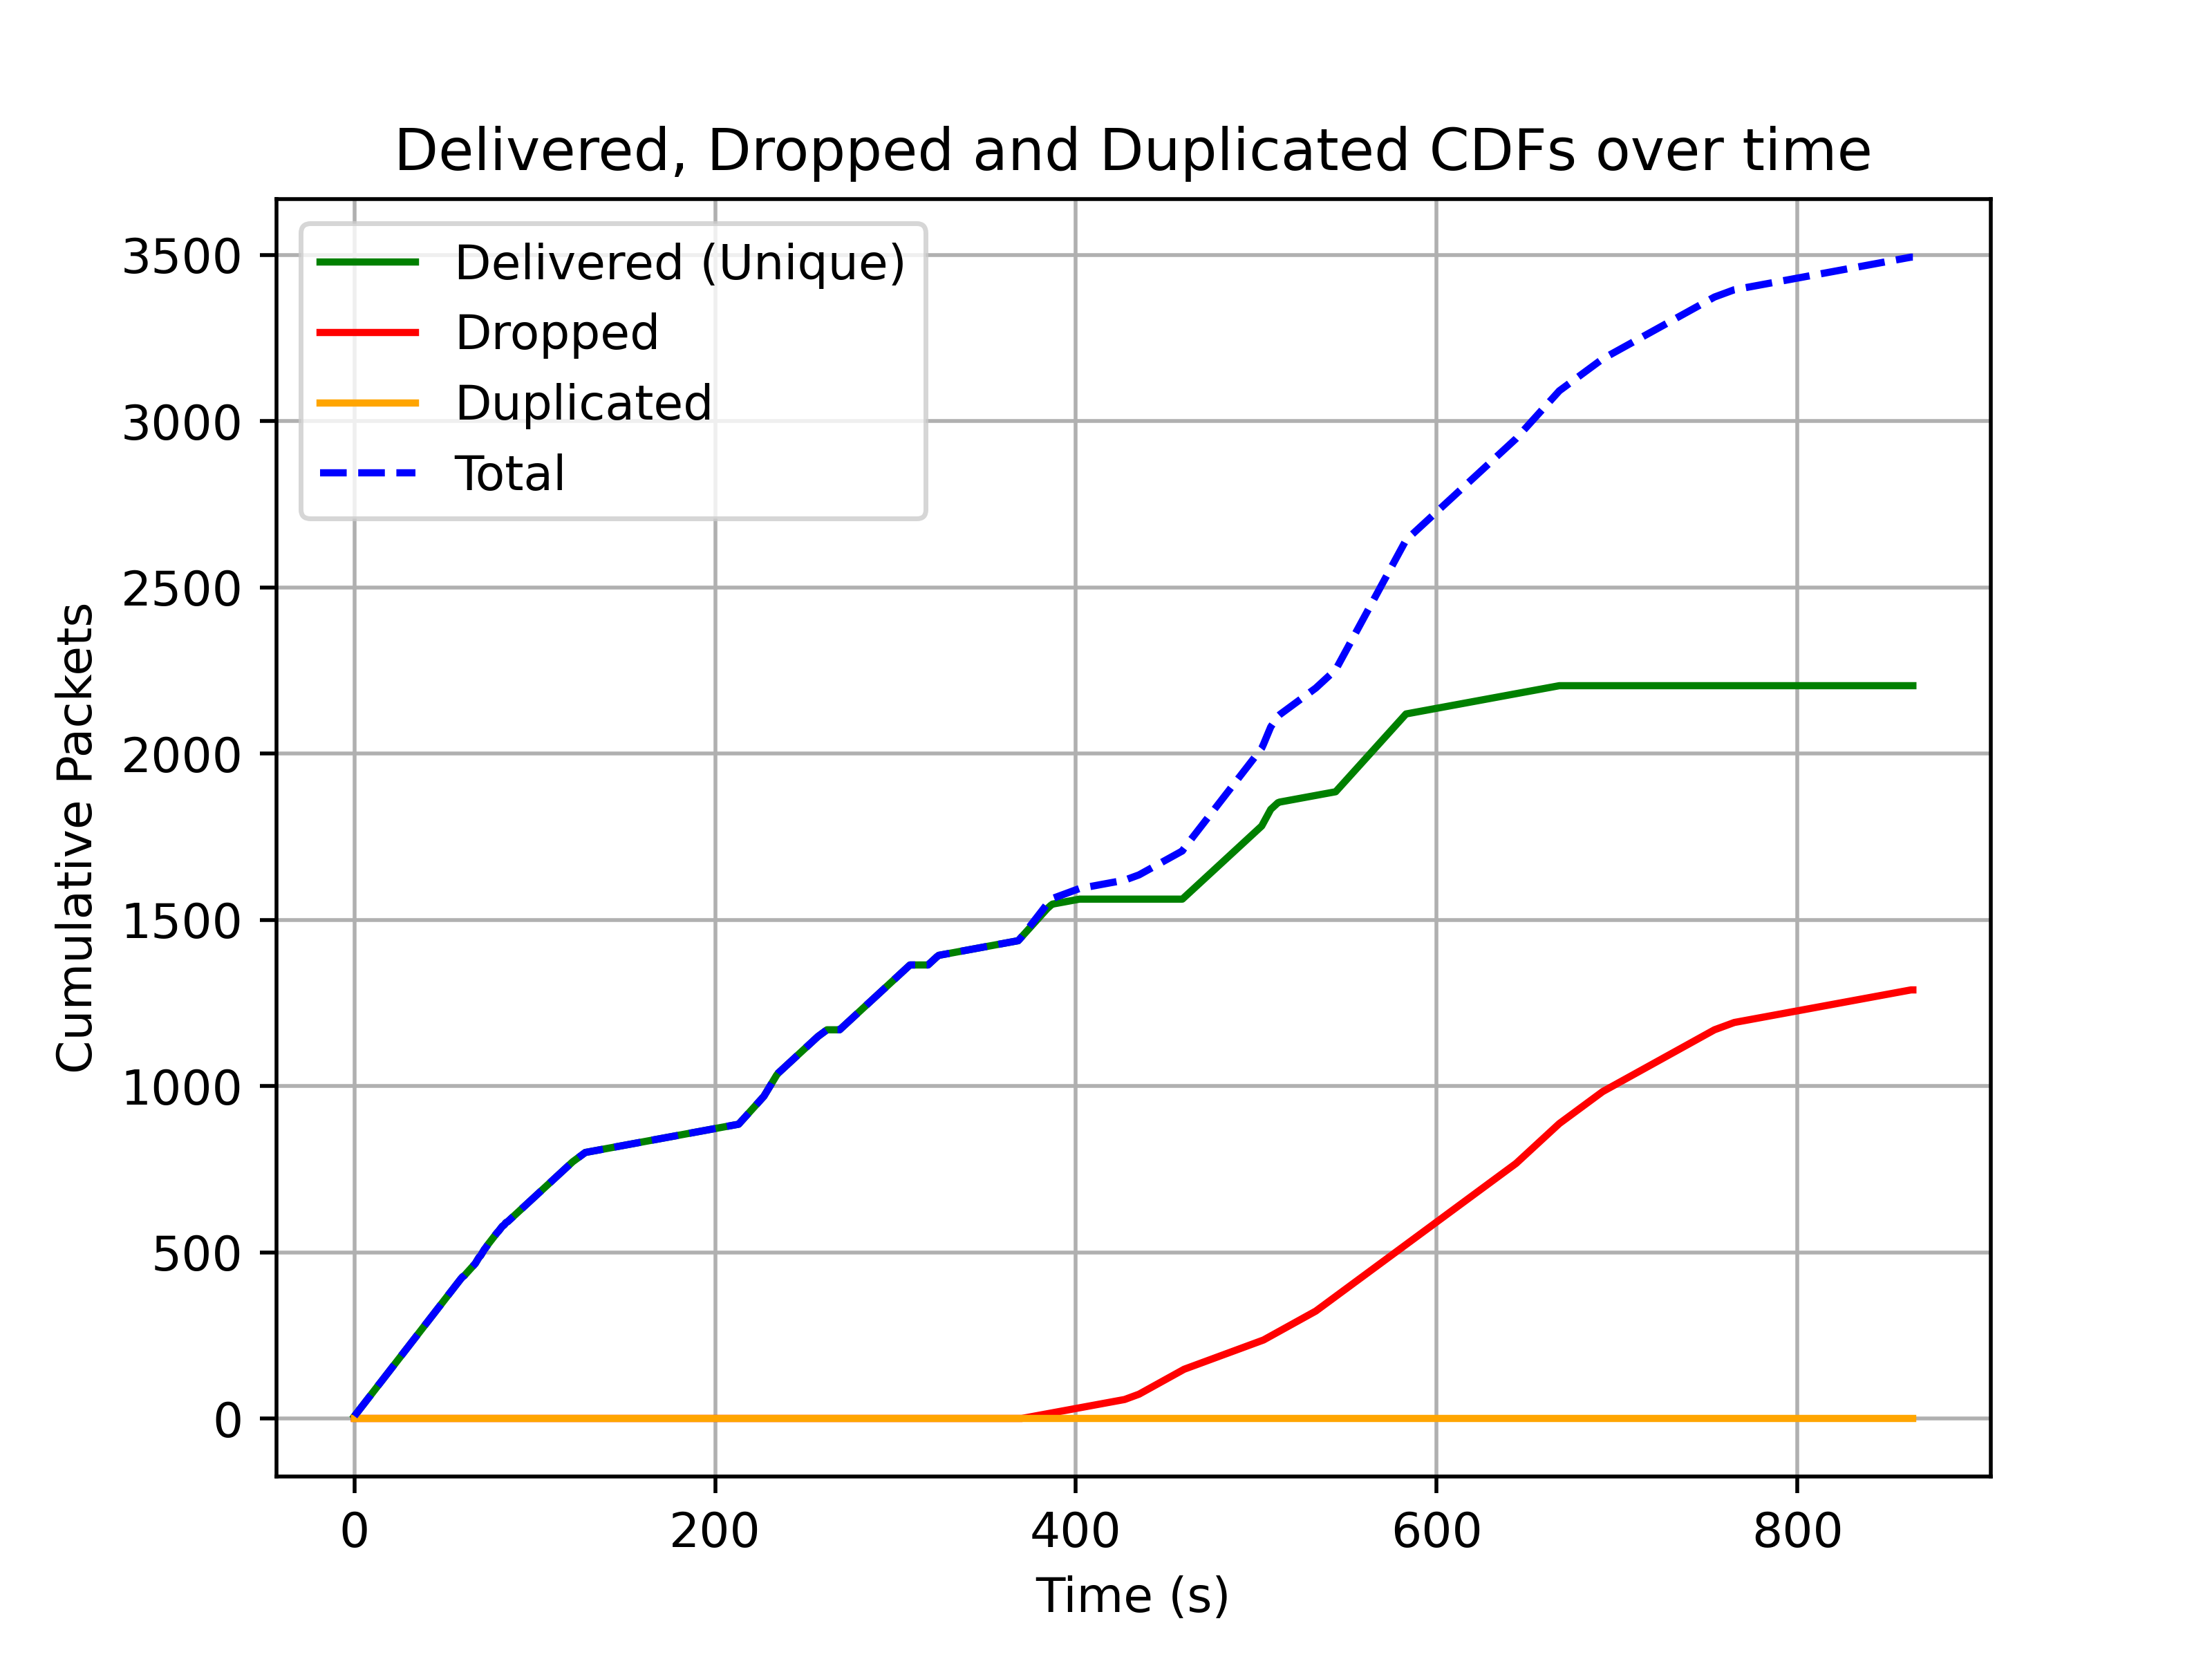 Delivered, Dropped and Duplicated CDFs over time
Delivered (Unique)
Dropped
Duplicated
Total
Cumulative Packets
3500
3000
2500
2000
1500
1000
500
0
0 200 400 600 800
Time (s)